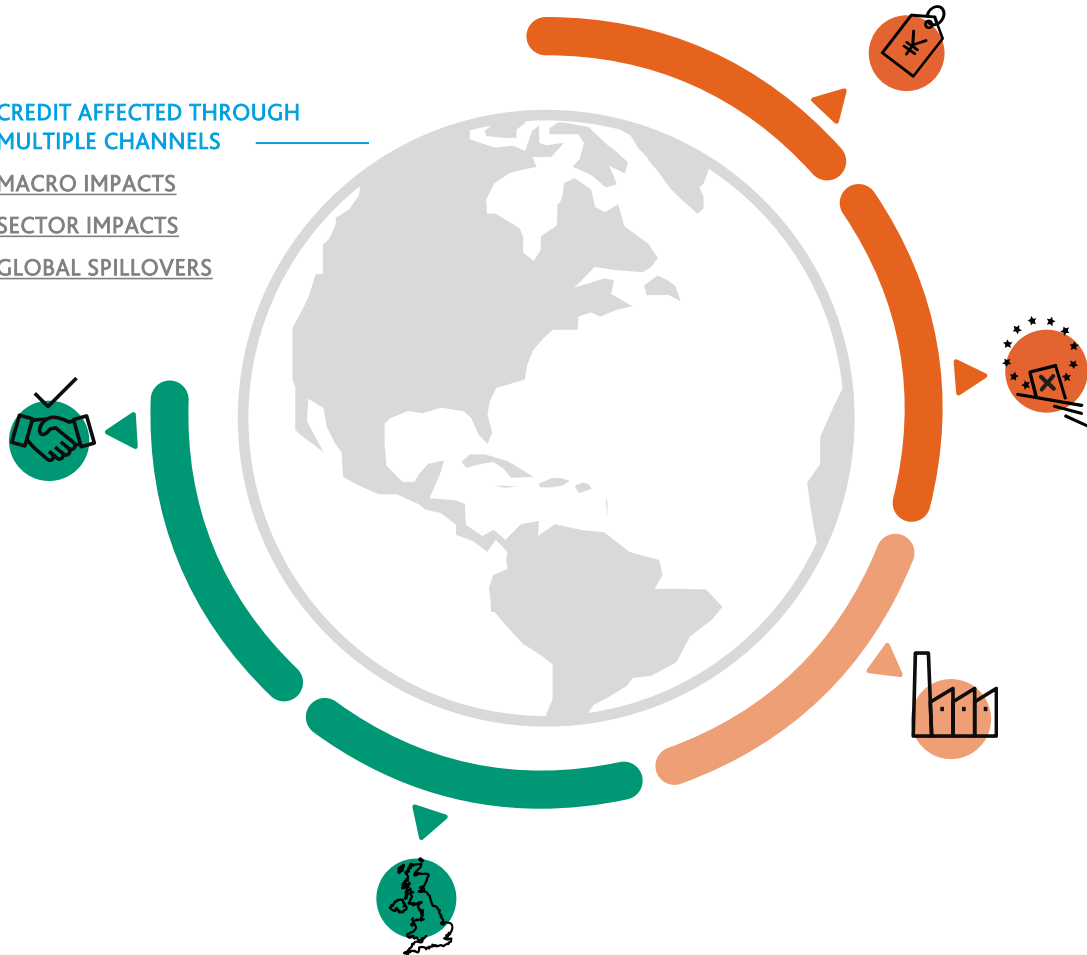 CREDIT AFFECTED THROUGH
MULTIPLE CHANNELS
MACRO IMPACTS
SECTOR IMPACTS
GLOBAL SPILLOVERS